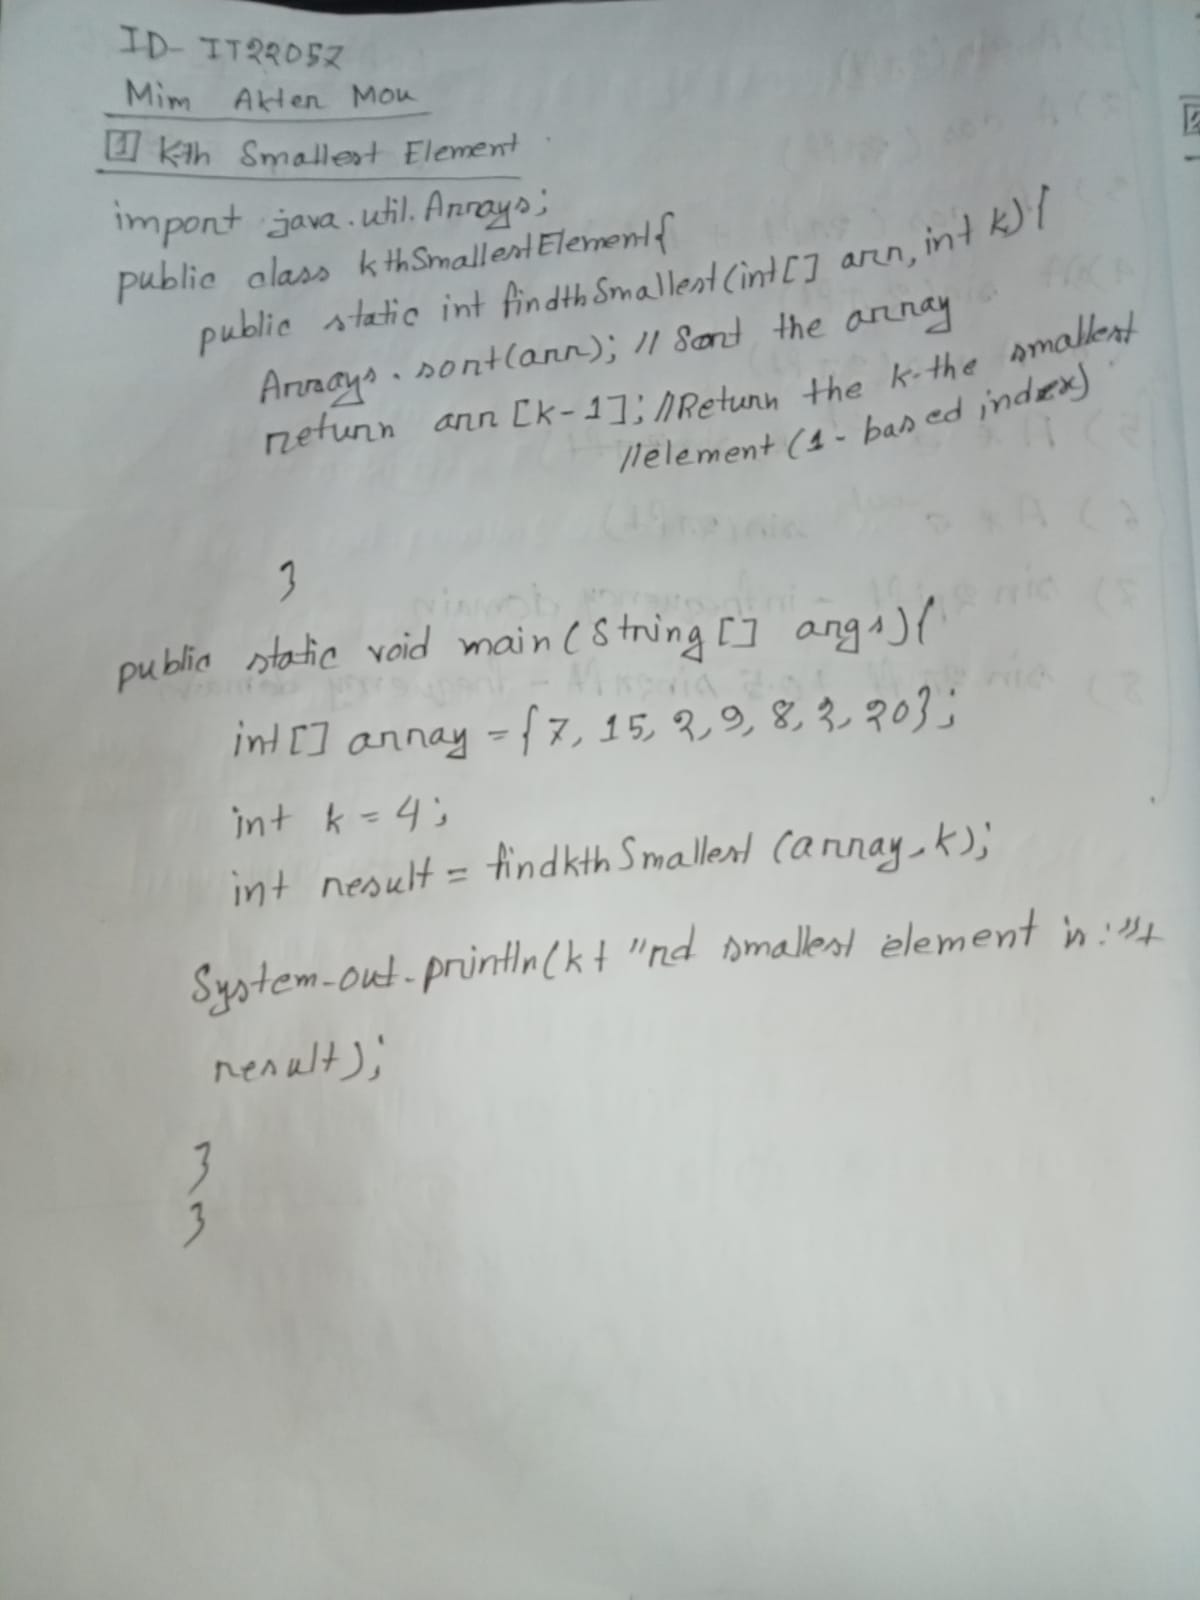 ID- IT22057
Mim Akter Mou
1 Kth Smallest Element
import java.util.Arrays;
public class kthSmallestElement{
public static int findthSmallest(int[] arr, int k){
Arrays.sort(arr); // Sort the array
return arr [k-1]; //Return the k-the smallest
//element (1-based index)
}
public static void main(String[] args){
int[] array = {7, 15, 2, 9, 8, 2, 20};
int k = 4;
int result = findkthSmallest (array, k);
System.out.println(k+ "nd smallest element is:"+
result);
}
}